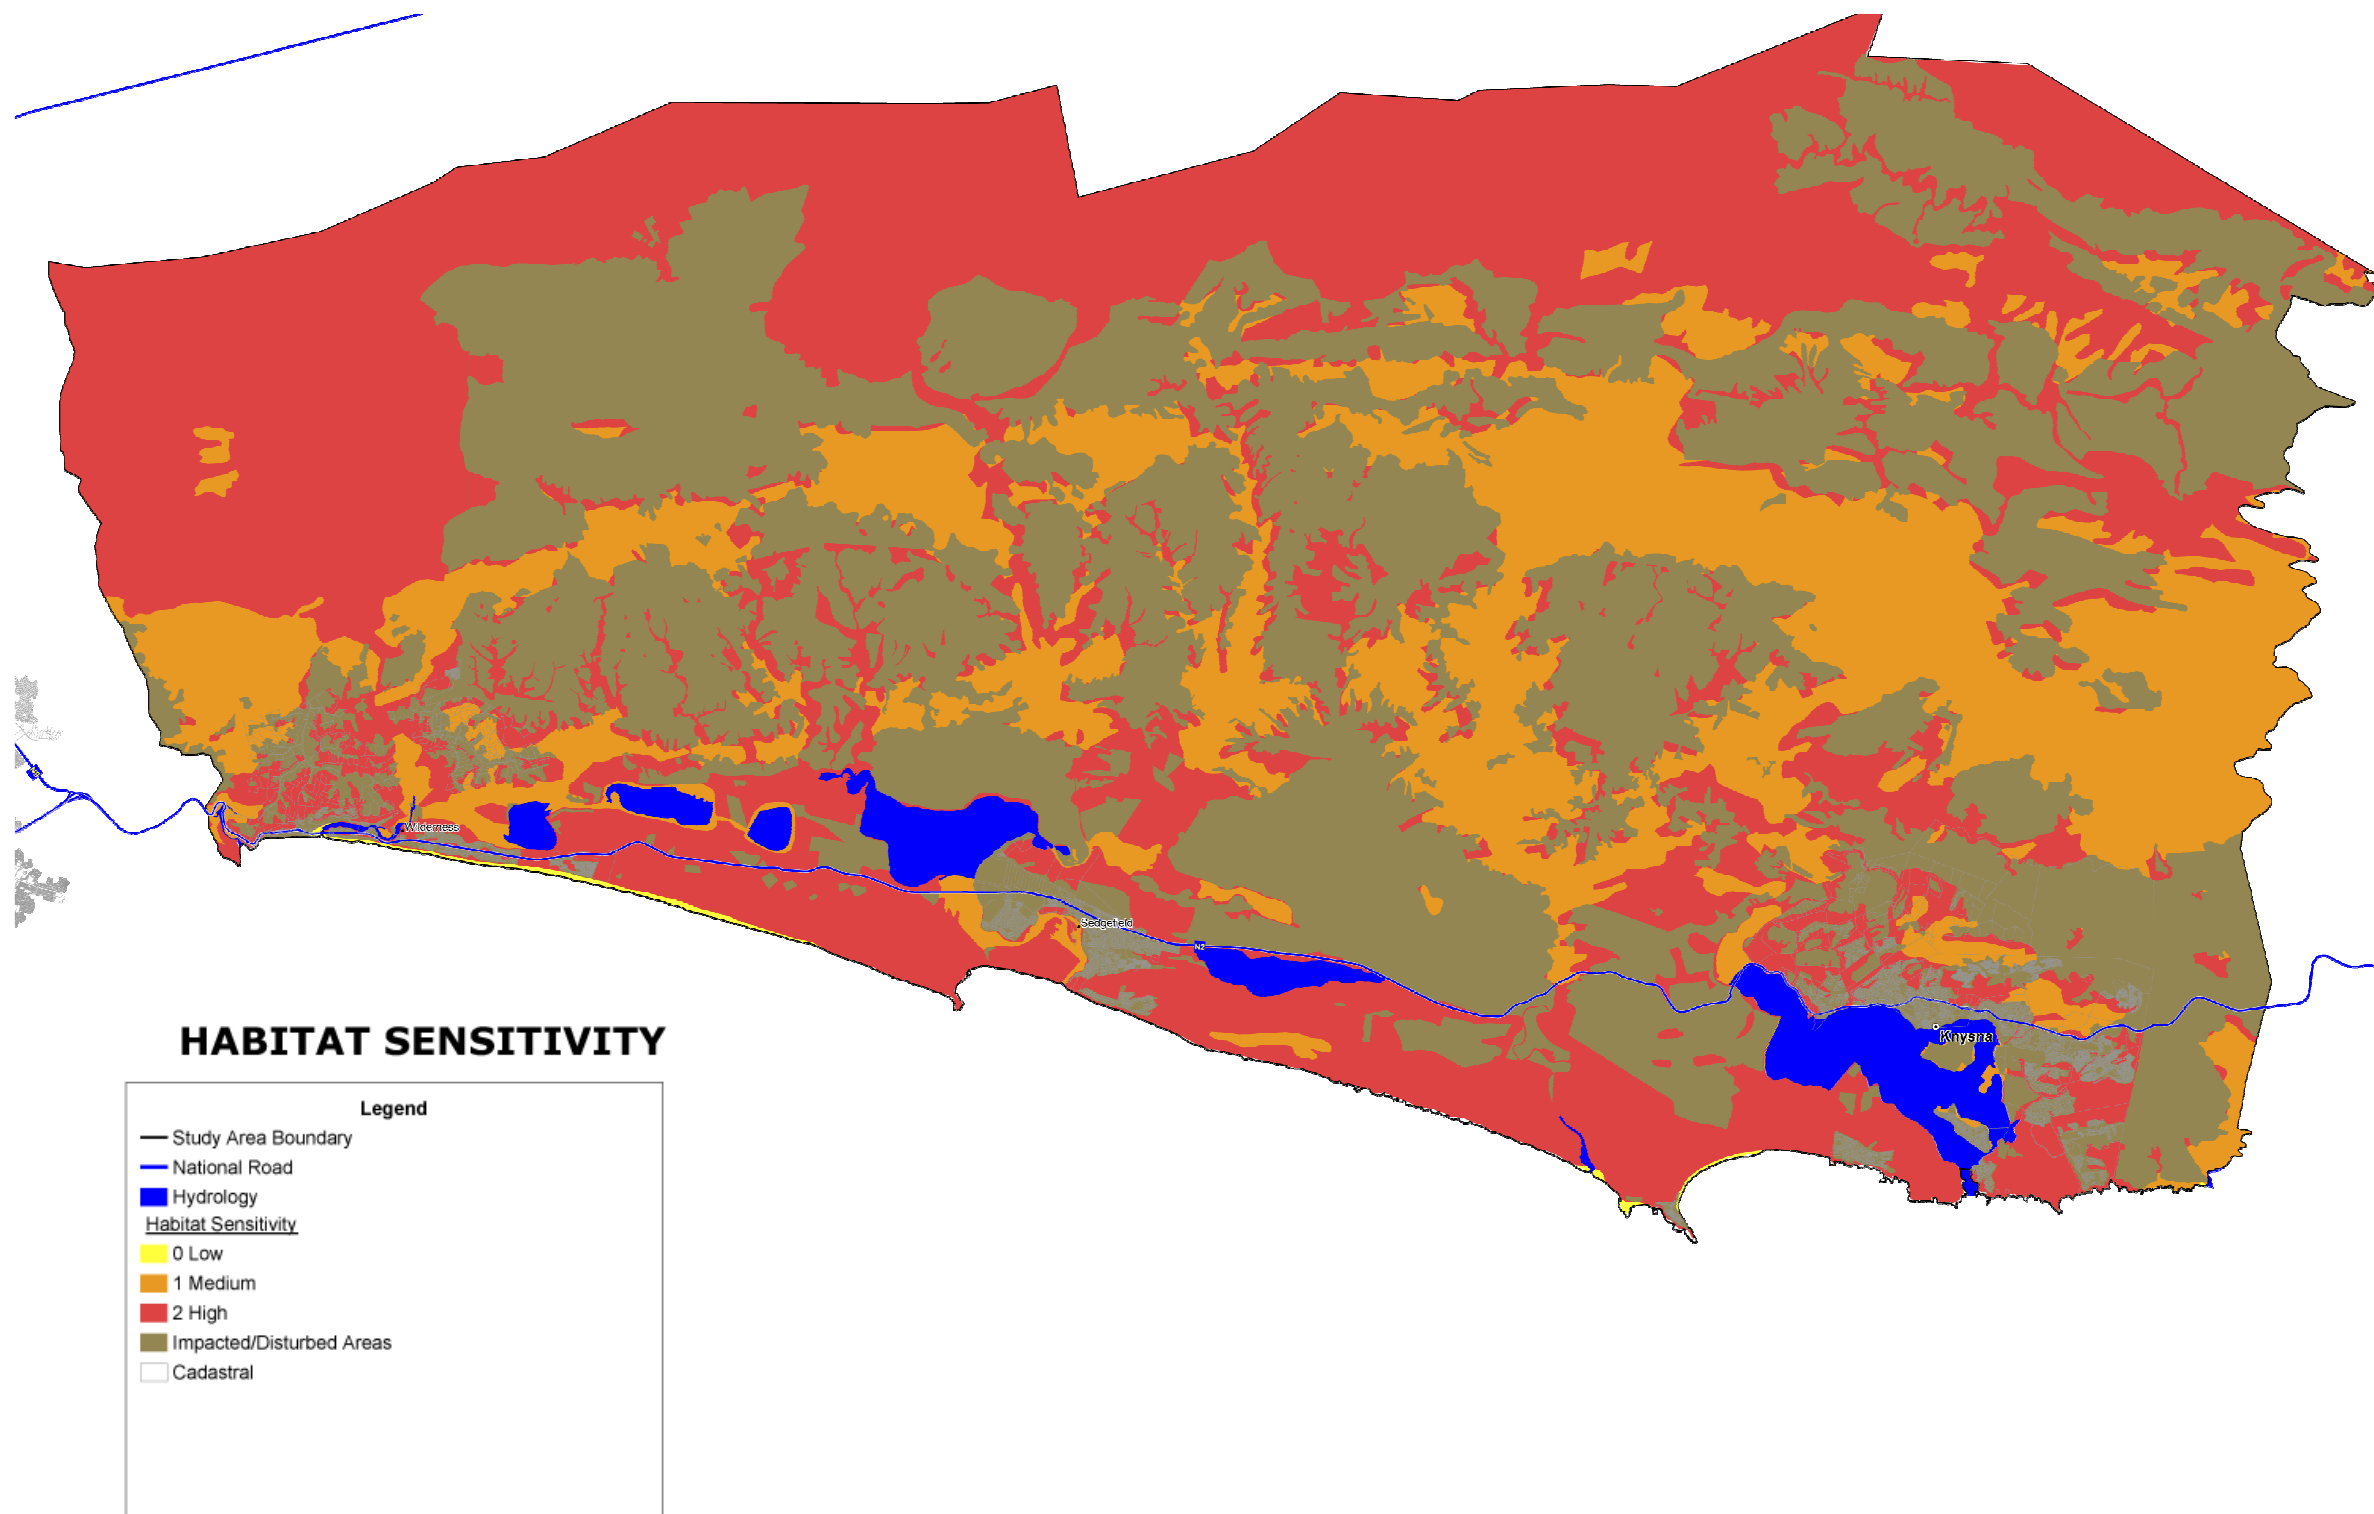 Wilderness
Sedgefield
N2
Knysna
HABITAT SENSITIVITY
Legend
Study Area Boundary
National Road
Hydrology
Habitat Sensitivity
0 Low
1 Medium
2 High
Impacted/Disturbed Areas
Cadastral